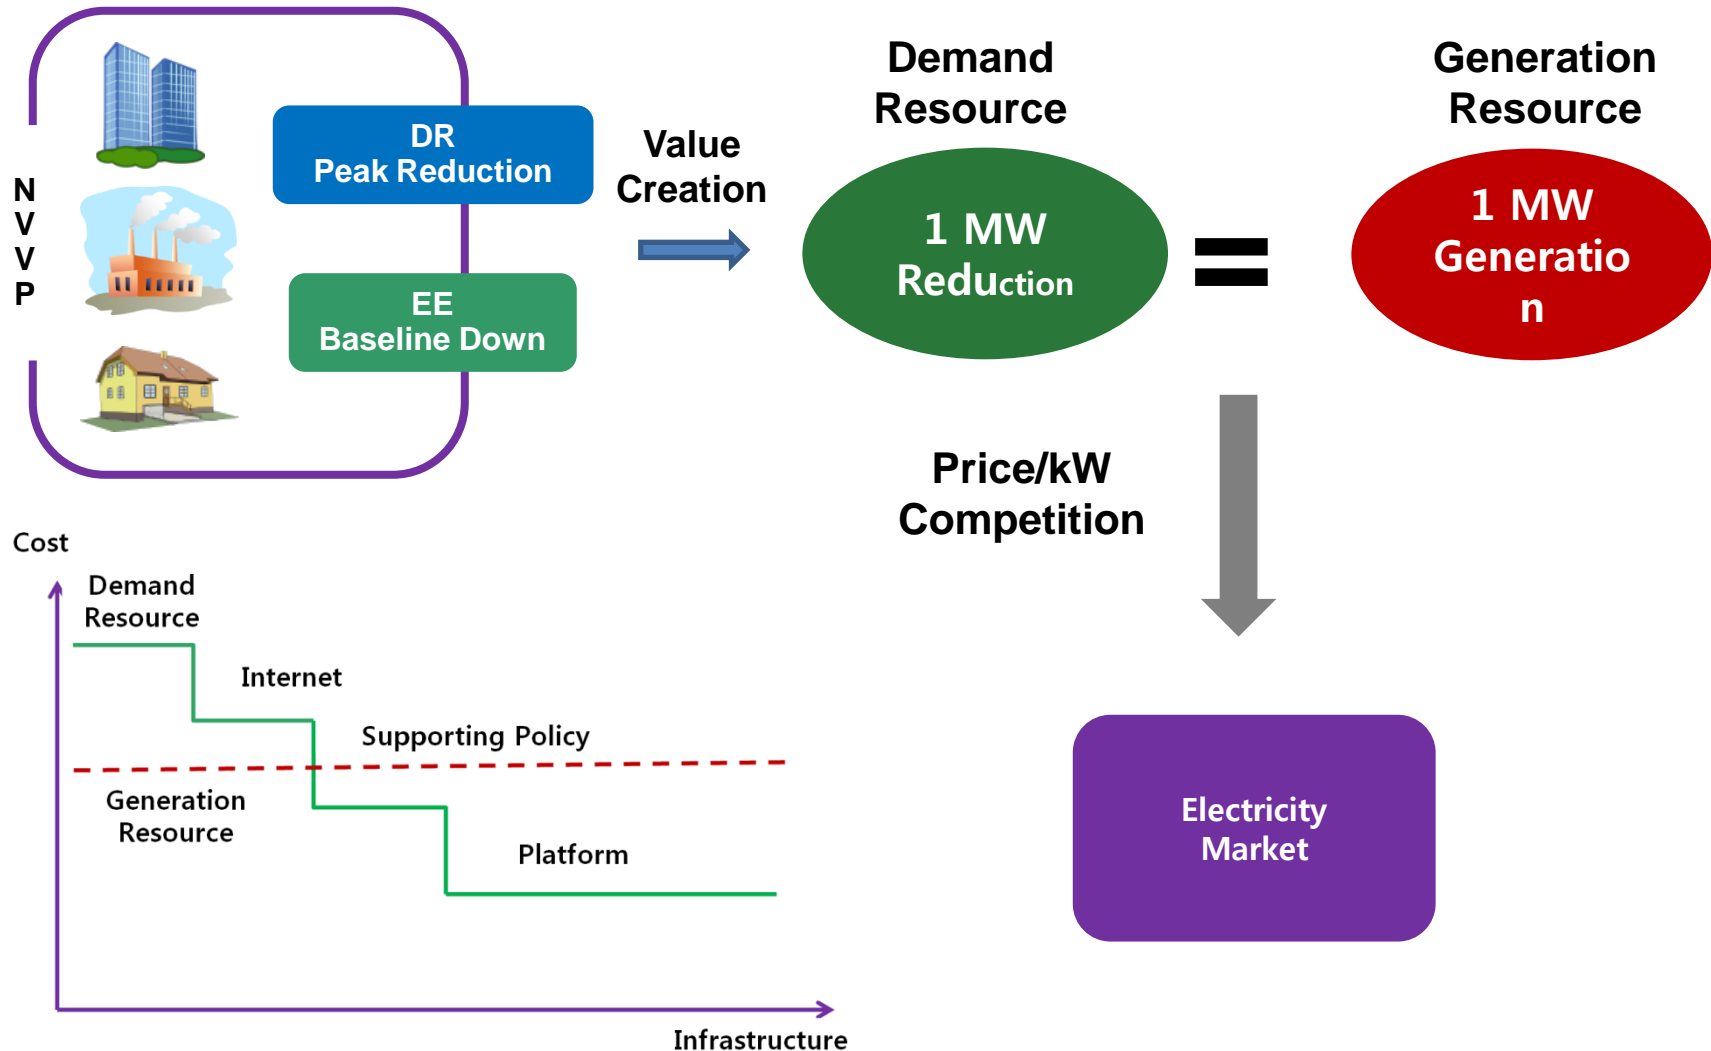 N
V
V
P
DR
Peak Reduction
EE
Baseline Down
Value
Creation
Demand
Resource
1 MW
Reduction
=
Generation
Resource
1 MW
Generatio
n
Price/kW
Competition
Electricity
Market
Cost
Demand
Resource
Internet
Supporting Policy
Generation
Resource
Platform
Infrastructure